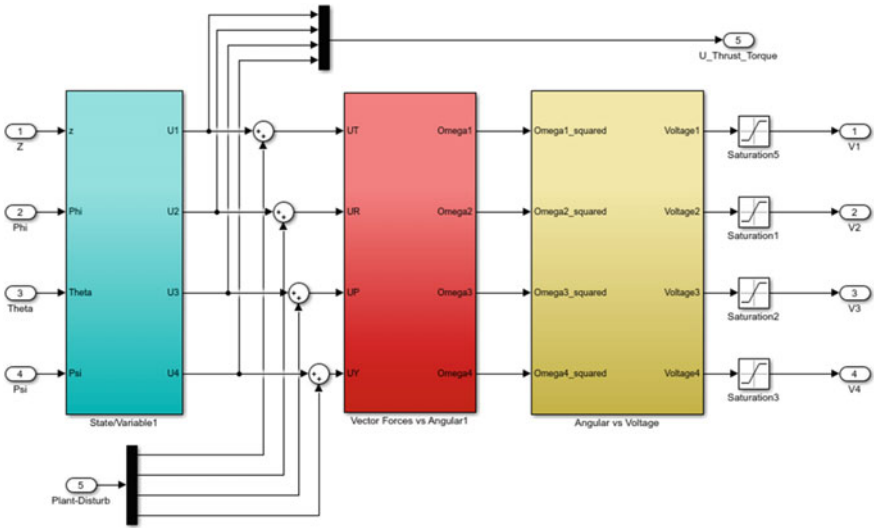 5
U_Thrust_Torque
1
Z
z
U1
UT
Omega1
Omega1_squared
Voltage1
Saturation5
1
V1
2
Phi
Phi
U2
UR
Omega2
Omega2_squared
Voltage2
Saturation1
2
V2
3
Theta
Theta
U3
UP
Omega3
Omega3_squared
Voltage3
Saturation2
3
V3
4
Psi
Psi
U4
UY
Omega4
Omega4_squared
Voltage4
Saturation3
4
V4
State/Variable1
Vector Forces vs Angular1
Angular vs Voltage
5
Plant-Disturb